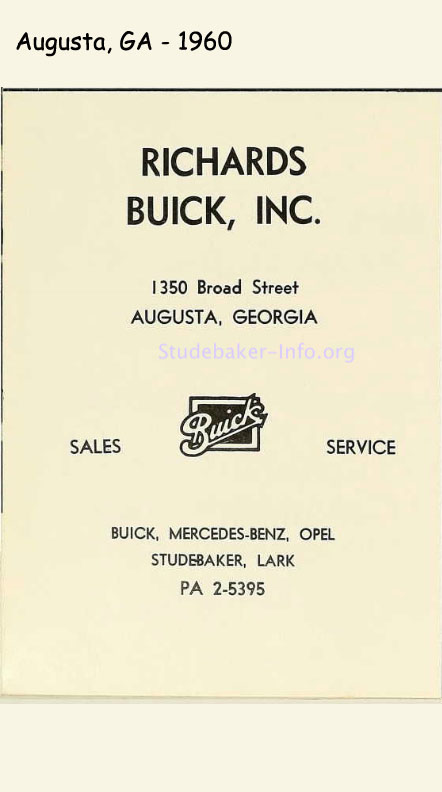 Augusta, GA - 1960
RICHARDS
BUICK, INC.
1350 Broad Street
AUGUSTA, GEORGIA
Studebaker-Info.org
Buick
SALES
SERVICE
BUICK, MERCEDES-BENZ, OPEL
STUDEBAKER, LARK
PA 2-5395